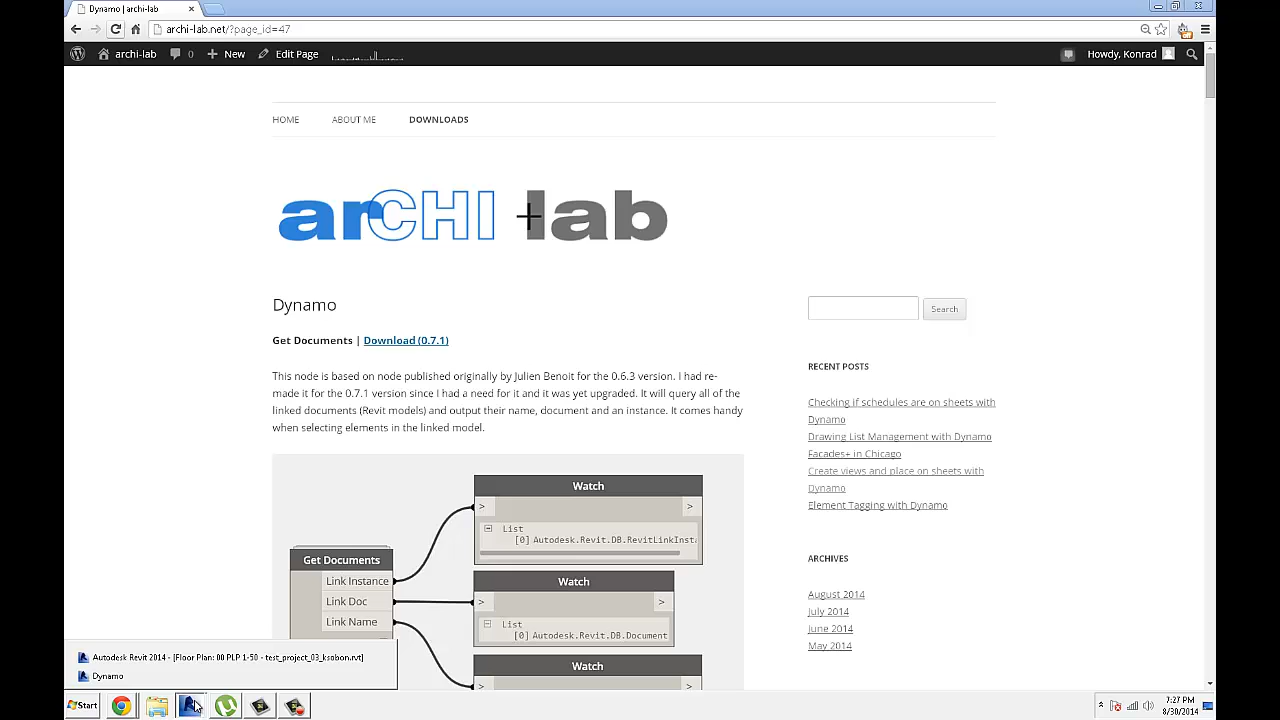 Dynamo | archi-lab
archi-lab.net/?page_id=47
archi-lab 0 New Edit Page
Howdy, Konrad
HOME ABOUT ME DOWNLOADS
arCHI lab
Dynamo
Get Documents | Download (0.7.1)
This node is based on node published originally by Julien Benoit for the 0.6.3 version. I had re-
made it for the 0.7.1 version since I had a need for it and it was yet upgraded. It will query all of the
linked documents (Revit models) and output their name, document and an instance. It comes handy
when selecting elements in the linked model.
Watch
> >
List
[0] Autodesk.Revit.DB.RevitLinkInsta
Get Documents
Link Instance
Link Doc
Link Name
Watch
> >
List
[0] Autodesk.Revit.DB.Document
Watch
> >
Search
RECENT POSTS
Checking if schedules are on sheets with
Dynamo
Drawing List Management with Dynamo
Facades+ in Chicago
Create views and place on sheets with
Dynamo
Element Tagging with Dynamo
ARCHIVES
August 2014
July 2014
June 2014
May 2014
Autodesk Revit 2014 - [Floor Plan: 00 PLP 1-50 - test_project_03_ksobon.rvt]
Dynamo
Start
7:27 PM
8/30/2014